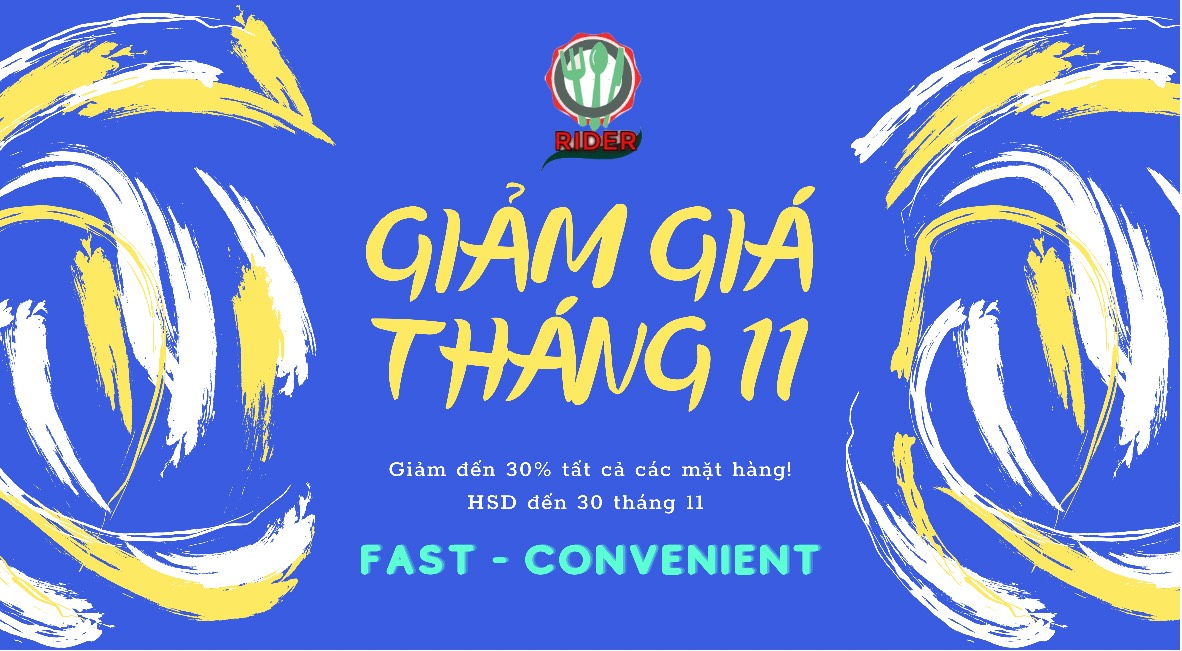 RIDER
GIẢM GIÁ
THÁNG 11
Giảm đến 30% tất cả các mặt hàng!
HSD đến 30 tháng 11
FAST - CONVENIENT